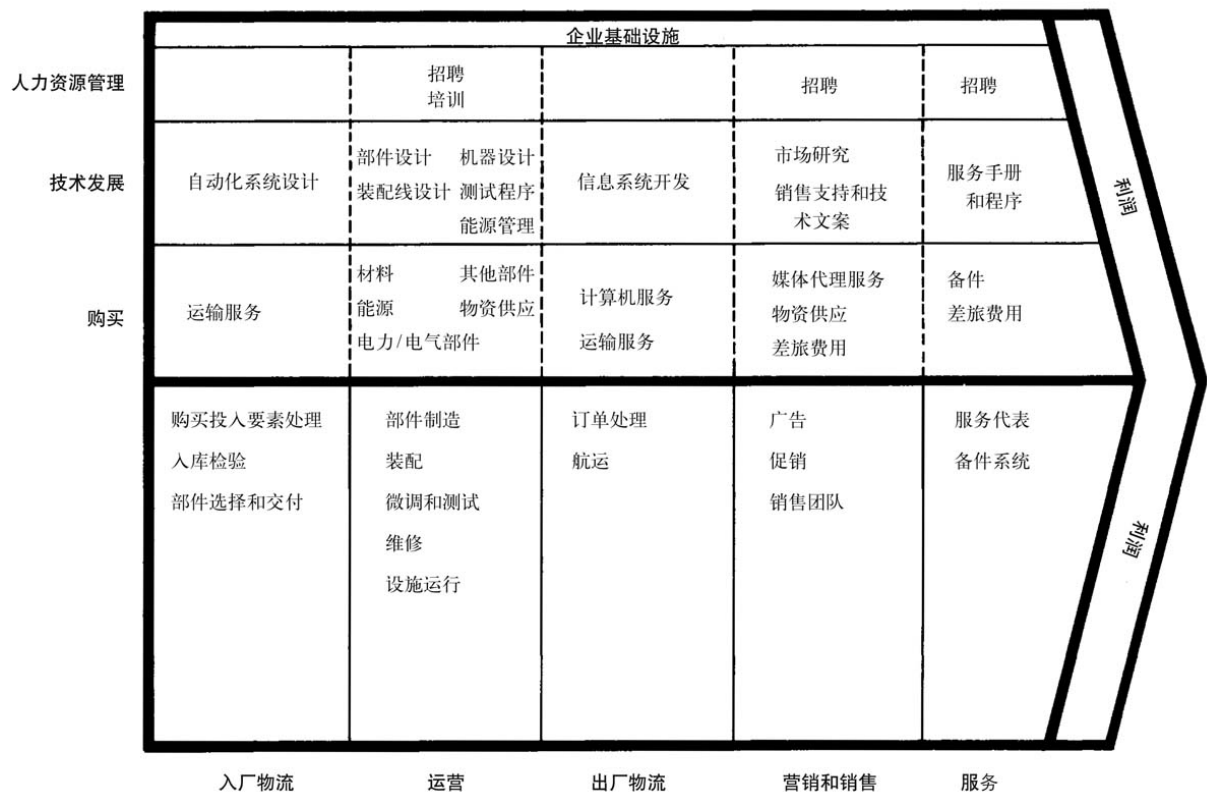 企业基础设施
人力资源管理
招聘
培训
招聘
招聘
技术发展
自动化系统设计
部件设计 机器设计
装配线设计 测试程序
能源管理
信息系统开发
市场研究
销售支持和技
术文案
服务手册
和程序
利润
购买
运输服务
材料 其他部件
能源 物资供应
电力/电气部件
计算机服务
运输服务
媒体代理服务
物资供应
差旅费用
备件
差旅费用
购买投入要素处理
入库检验
部件选择和交付
部件制造
装配
微调和测试
维修
设施运行
订单处理
航运
广告
促销
销售团队
服务代表
备件系统
利润
入厂物流
运营
出厂物流
营销和销售
服务